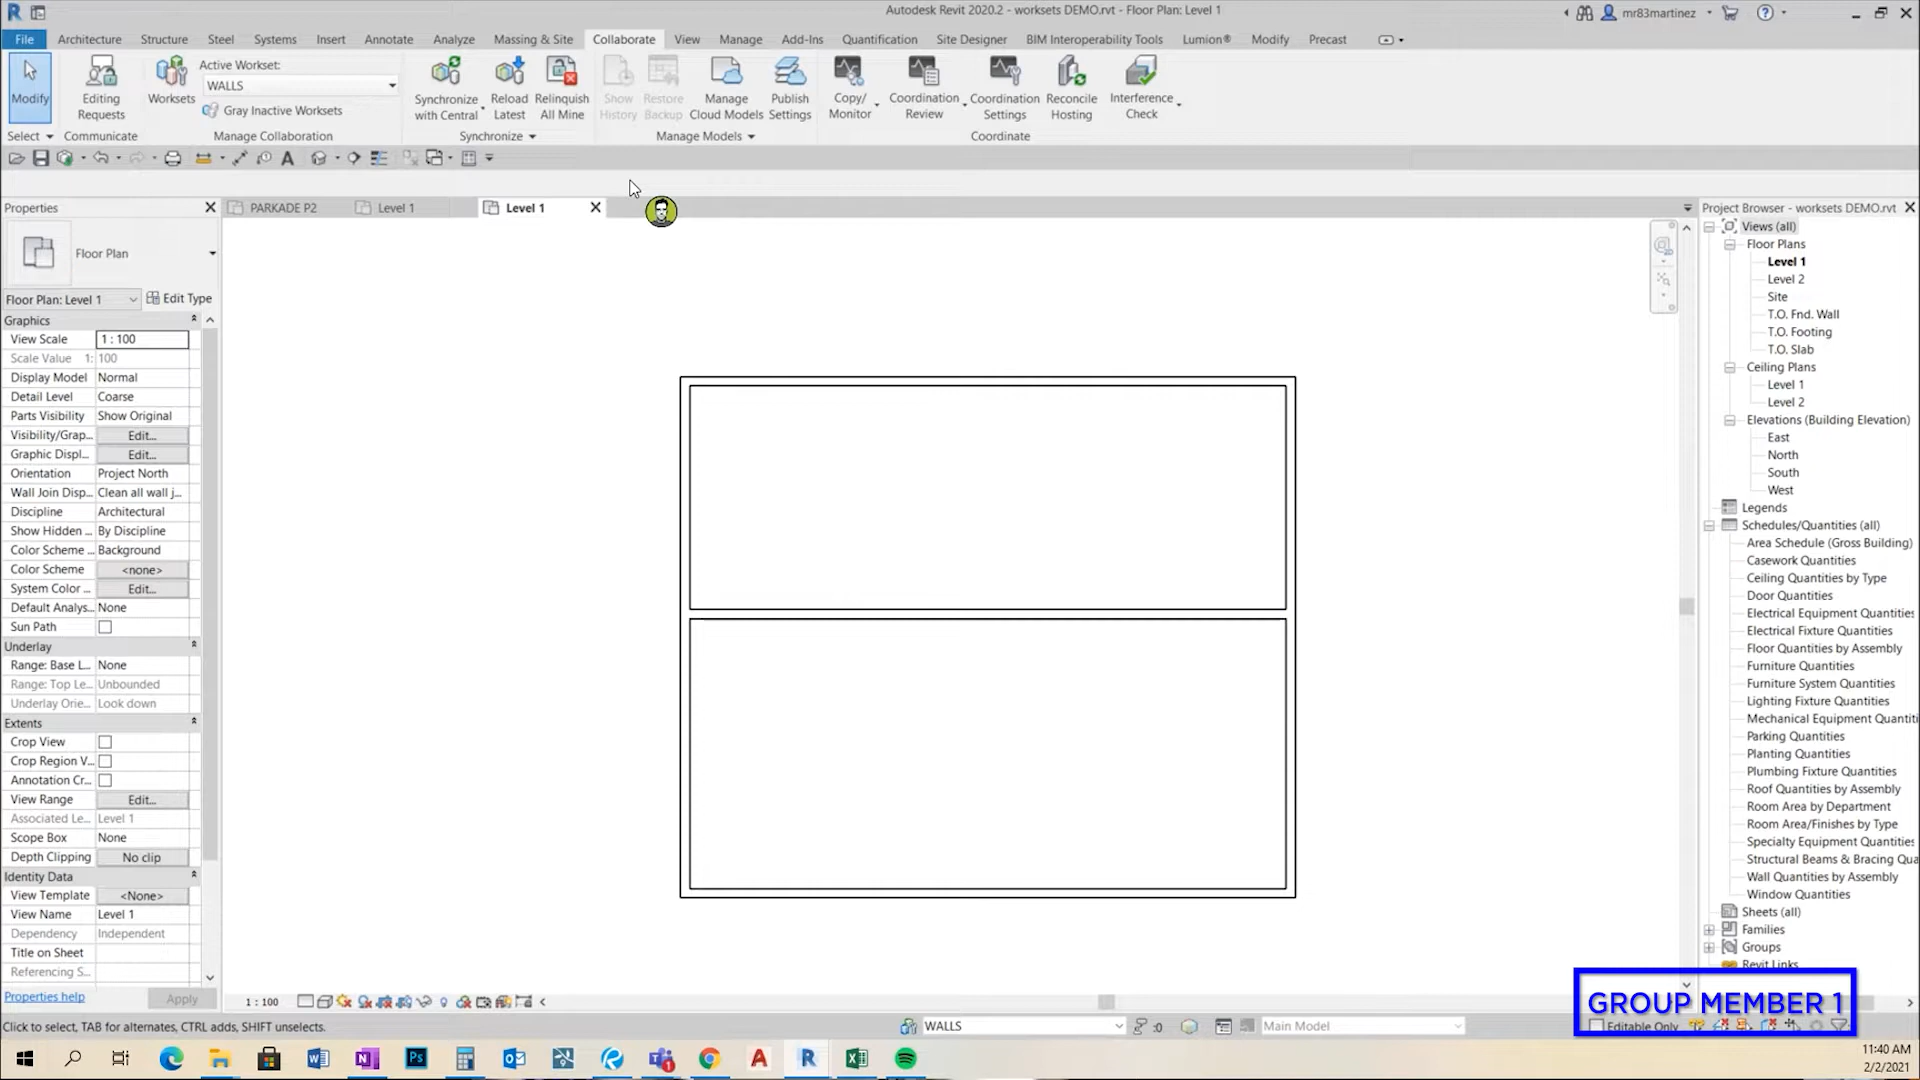 Autodesk Revit 2020.2 - worksets DEMO.rvt - Floor Plan: Level 1
mr83martinez
File Architecture Structure Steel Systems Insert Annotate Analyze Massing & Site Collaborate View Manage Add-Ins Quantification Site Designer BIM Interoperability Tools Lumion® Modify Precast
Modify
Editing Requests
Worksets
Active Workset:
WALLS
Gray Inactive Worksets
Synchronize with Central
Reload Latest
Relinquish All Mine
Show History
Restore Backup
Manage Cloud Models
Publish Settings
Copy/ Monitor
Coordination Review
Coordination Settings
Reconcile Hosting
Interference Check
Select Communicate Manage Collaboration Synchronize Manage Models Coordinate
Properties
PARKADE P2
Level 1
Level 1
Project Browser - worksets DEMO.rvt
Floor Plan
Floor Plan: Level 1 Edit Type
Graphics
View Scale 1 : 100
Scale Value 1: 100
Display Model Normal
Detail Level Coarse
Parts Visibility Show Original
Visibility/Grap... Edit...
Graphic Displ... Edit...
Orientation Project North
Wall Join Disp... Clean all wall j...
Discipline Architectural
Show Hidden ... By Discipline
Color Scheme ... Background
Color Scheme <none>
System Color ... Edit...
Default Analys... None
Sun Path
Underlay
Range: Base L... None
Range: Top Le... Unbounded
Underlay Orie... Look down
Extents
Crop View
Crop Region V...
Annotation Cr...
View Range Edit...
Associated Le... Level 1
Scope Box None
Depth Clipping No clip
Identity Data
View Template <None>
View Name Level 1
Dependency Independent
Title on Sheet
Referencing S...
Properties help Apply
Views (all)
Floor Plans
Level 1
Level 2
Site
T.O. Fnd. Wall
T.O. Footing
T.O. Slab
Ceiling Plans
Level 1
Level 2
Elevations (Building Elevation)
East
North
South
West
Legends
Schedules/Quantities (all)
Area Schedule (Gross Building)
Casework Quantities
Ceiling Quantities by Type
Door Quantities
Electrical Equipment Quantities
Electrical Fixture Quantities
Floor Quantities by Assembly
Furniture Quantities
Furniture System Quantities
Lighting Fixture Quantities
Mechanical Equipment Quantiti
Parking Quantities
Planting Quantities
Plumbing Fixture Quantities
Roof Quantities by Assembly
Room Area by Department
Room Area/Finishes by Type
Specialty Equipment Quantities
Structural Beams & Bracing Qua
Wall Quantities by Assembly
Window Quantities
Sheets (all)
Families
Groups
Revit Links
1 : 100
GROUP MEMBER 1
Click to select, TAB for alternates, CTRL adds, SHIFT unselects.
WALLS
:0
Main Model
Editable Only
11:40 AM
2/2/2021